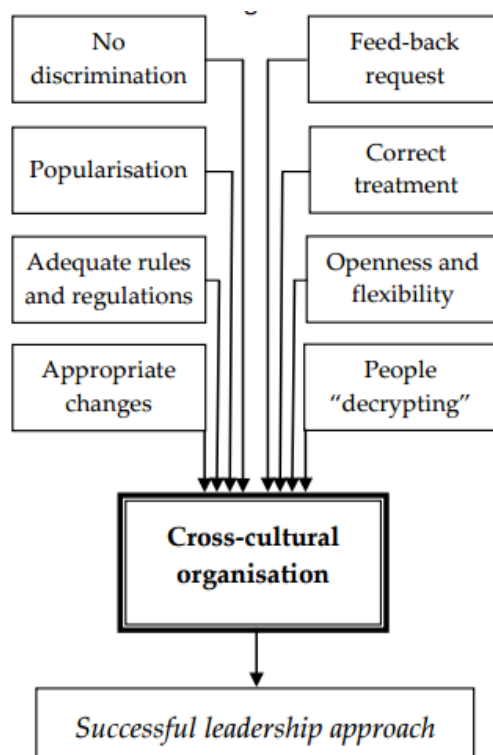 No
discrimination
Feed-back
request
Popularisation
Correct
treatment
Adequate rules
and regulations
Openness and
flexibility
Appropriate
changes
People
“decrypting”
Cross-cultural
organisation
Successful leadership approach